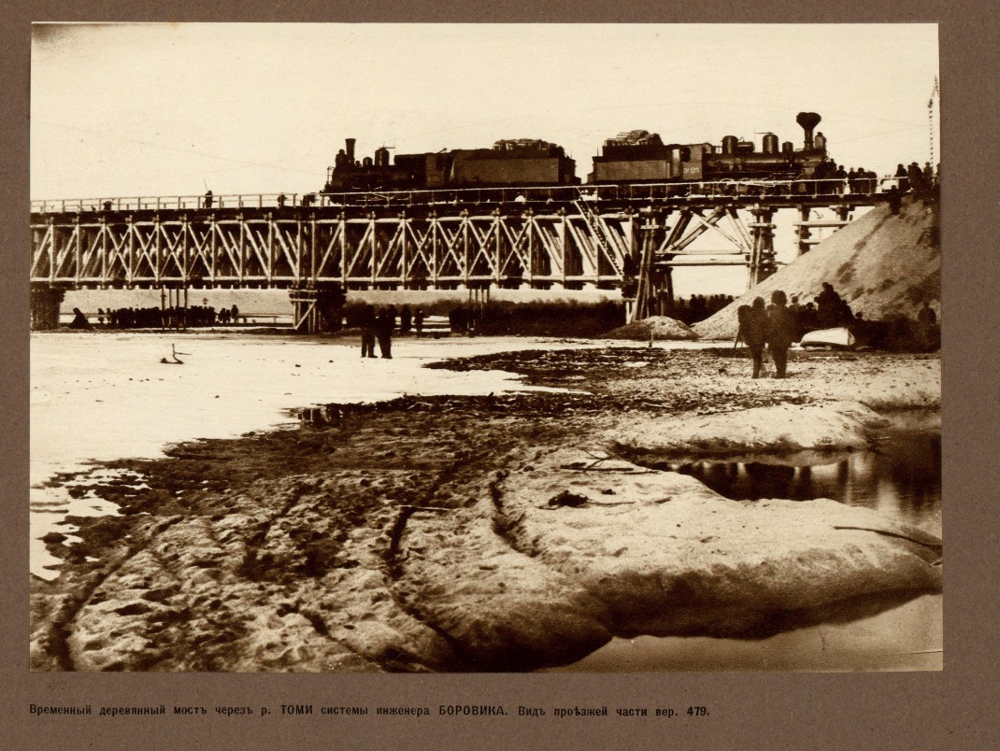 Временный деревянный мостъ черезъ р. ТОМИ системы инженера БОРОВИКА. Видъ проѣзжей части вер. 479.